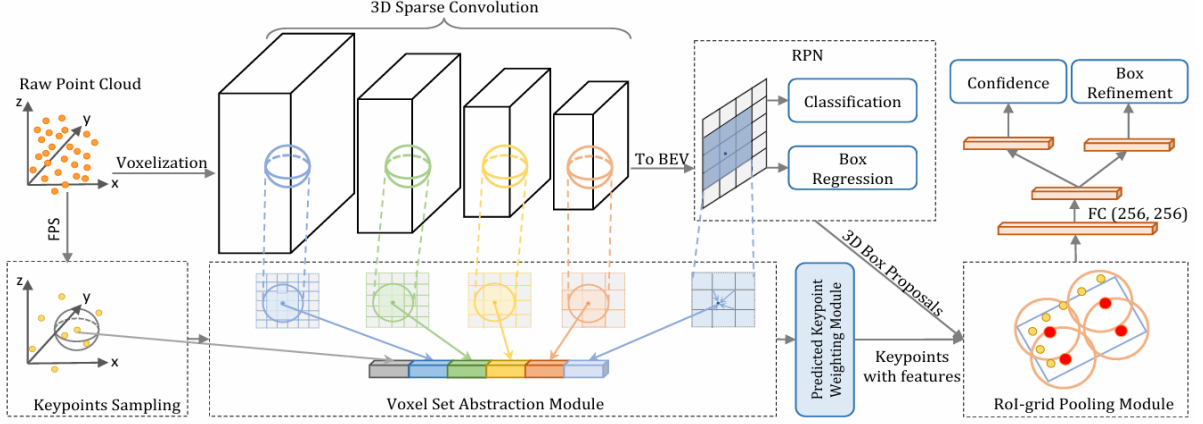 3D Sparse Convolution
Raw Point Cloud
z
y
x
Voxelization
FPS
To BEV
RPN
Classification
Box
Regression
Confidence
Box
Refinement
FC (256, 256)
3D Box Proposals
z
y
x
Keypoints Sampling
Voxel Set Abstraction Module
Predicted Keypoint
Weighting Module
Keypoints
with features
RoI-grid Pooling Module